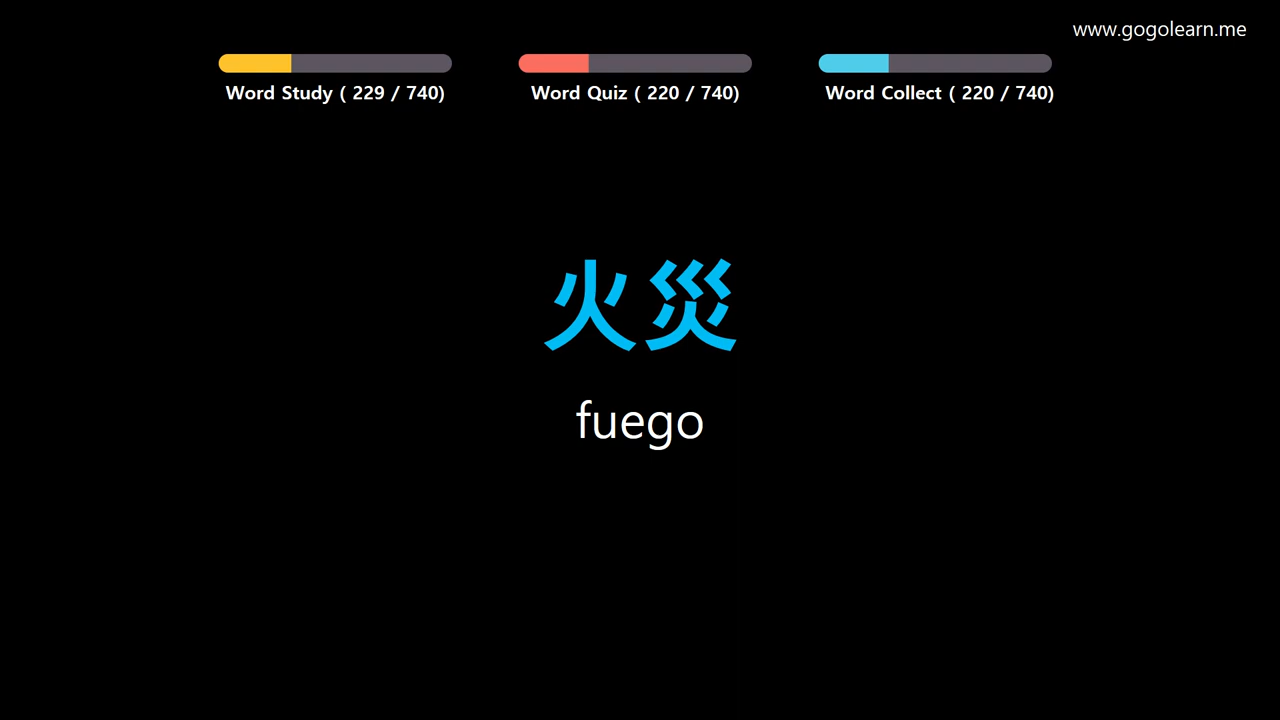 www.gogolearn.me
Word Study ( 229 / 740)
Word Quiz ( 220 / 740)
Word Collect ( 220 / 740)
火災
fuego